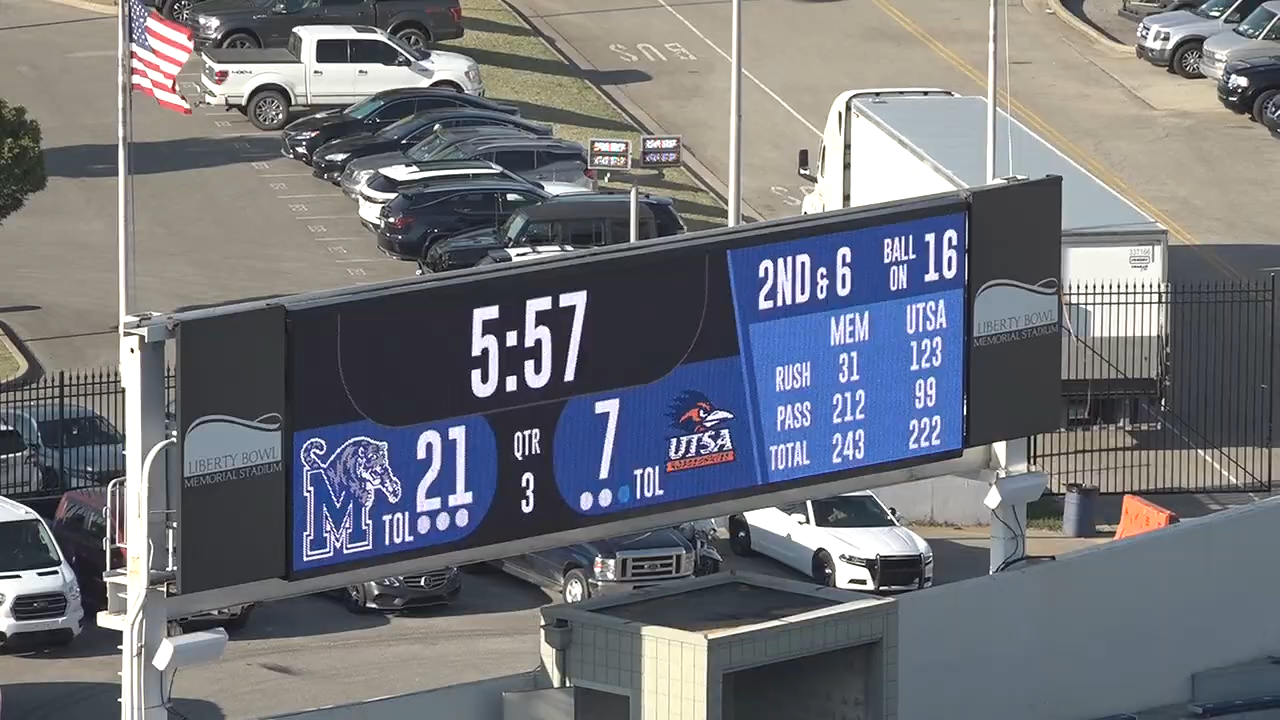 BUS
5:57
M
21
TOL
QTR
3
7
TOL
UTSA
2ND & 6
BALL ON 16
MEM UTSA
RUSH 31 123
PASS 212 99
TOTAL 243 222
LIBERTY BOWL
MEMORIAL STADIUM
LIBERTY BOWL
MEMORIAL STADIUM